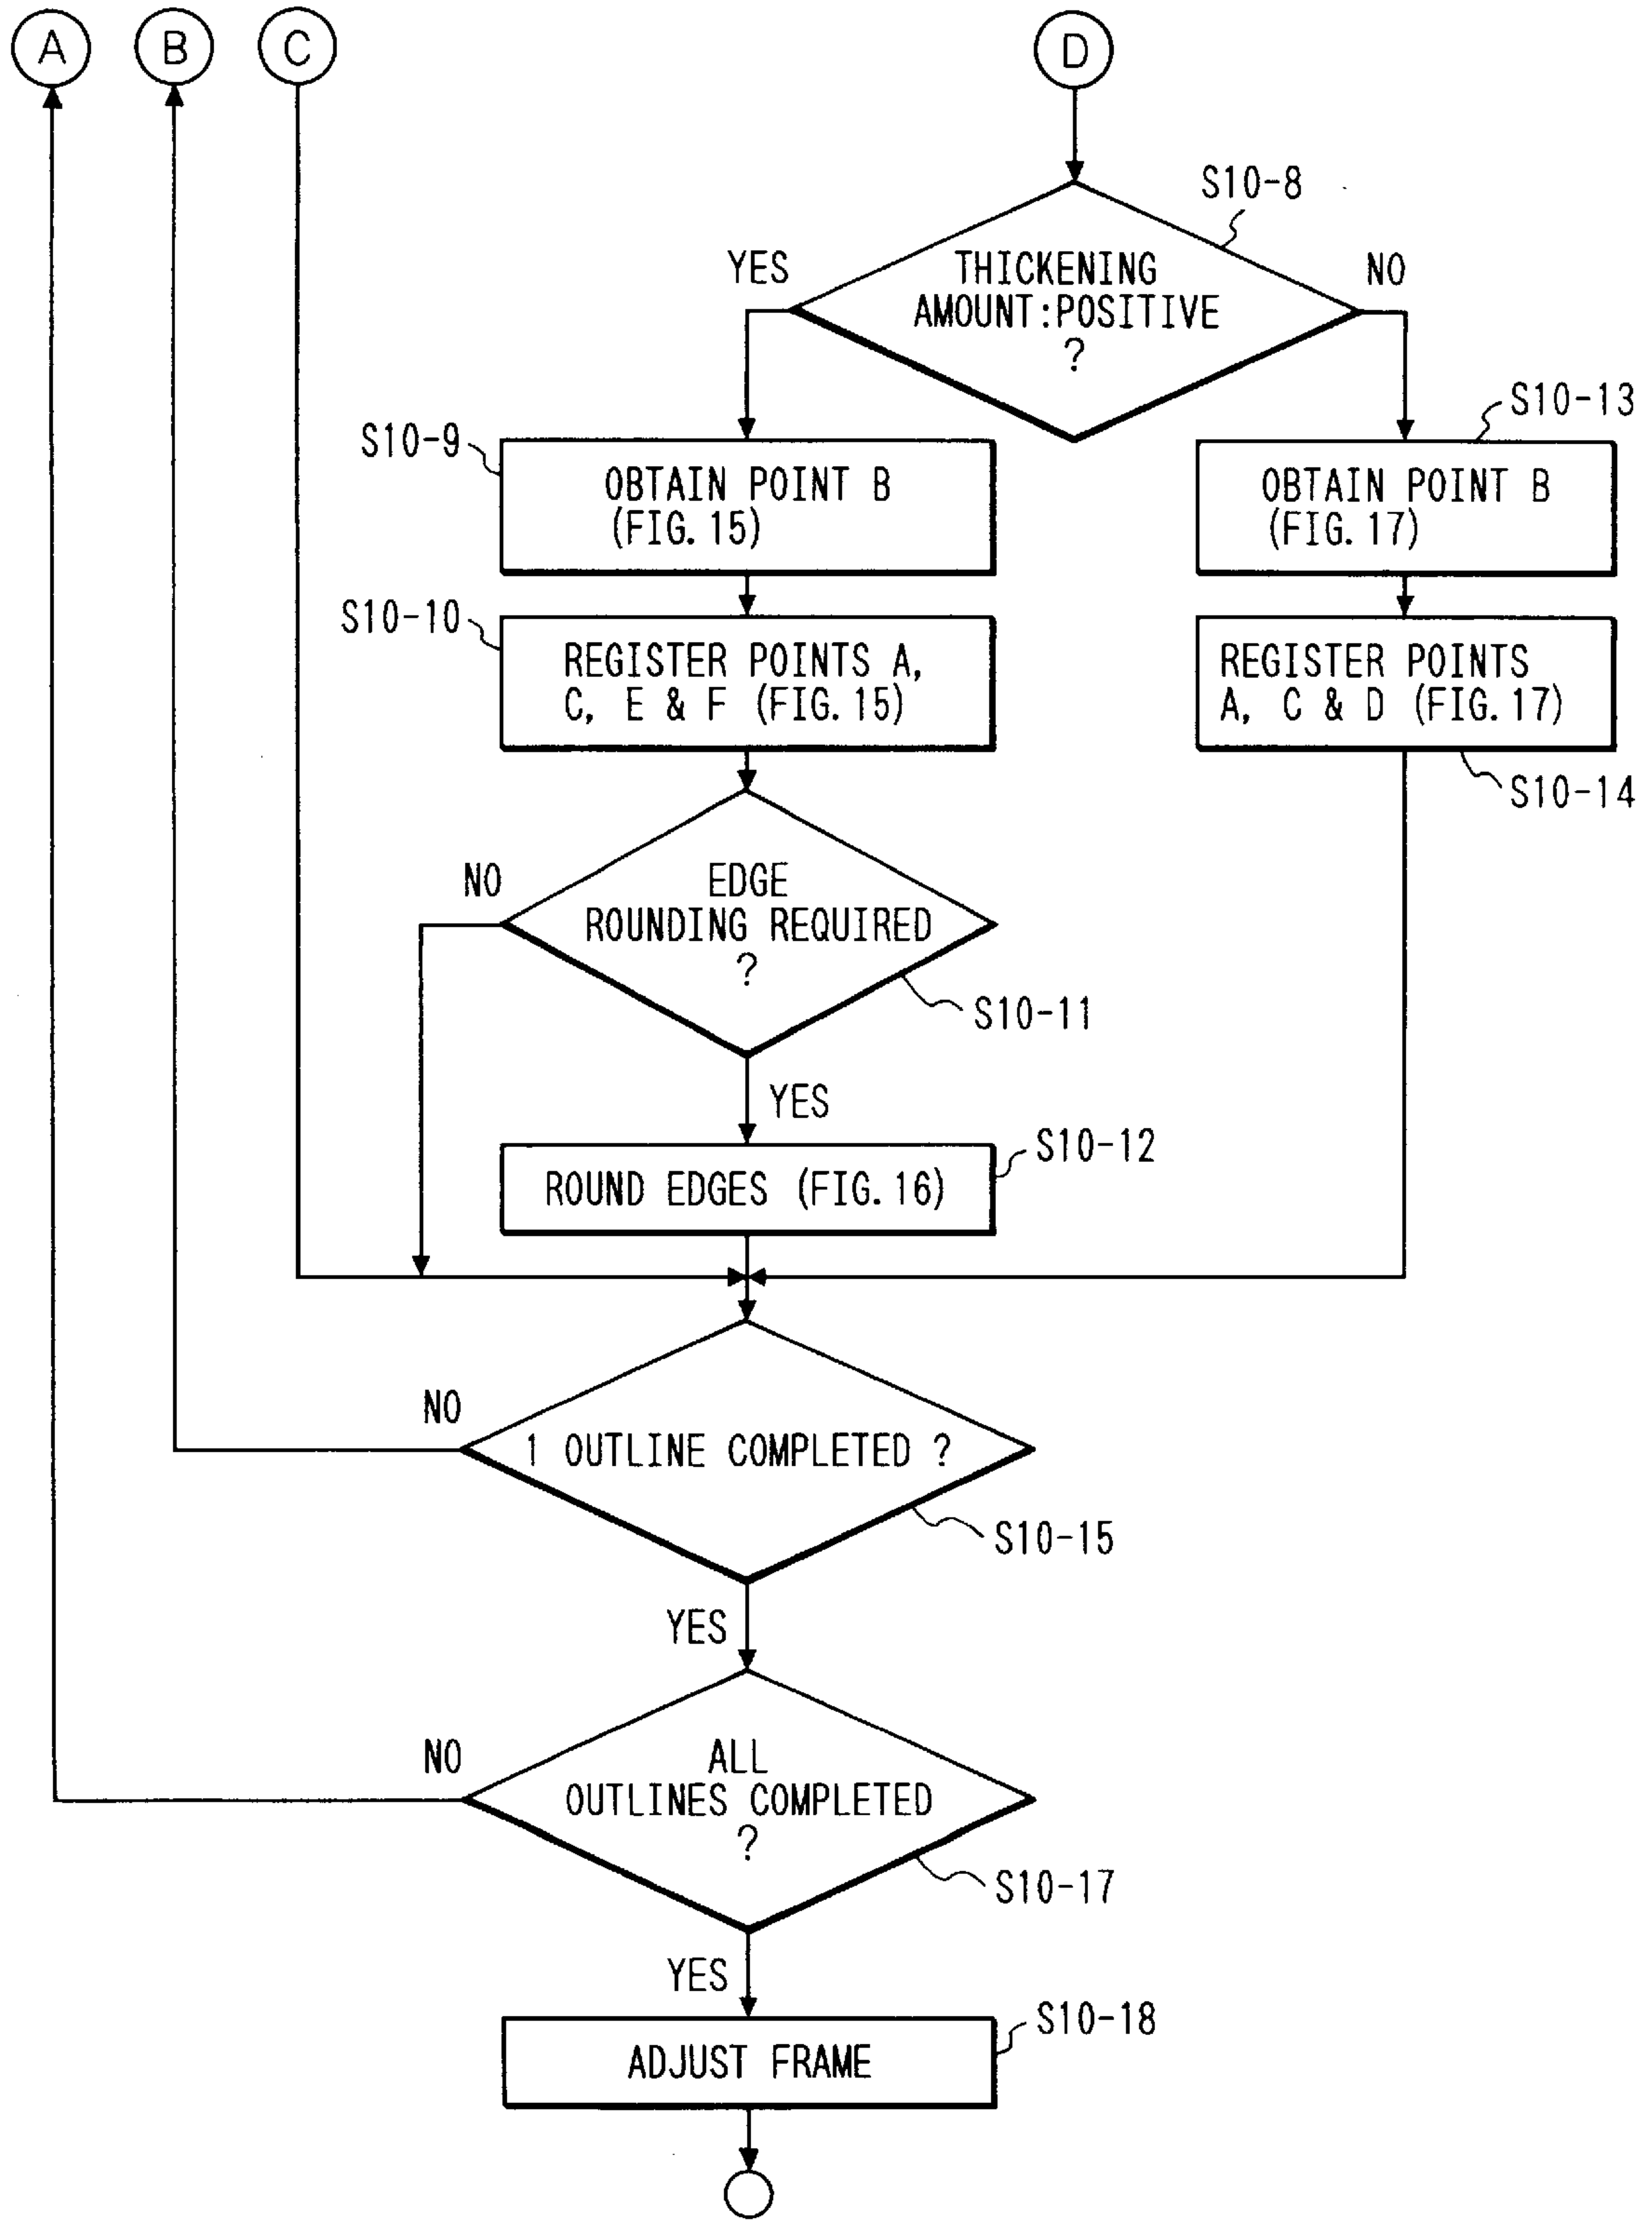 A
B
C
D
S10-8
YES
THICKENING
AMOUNT:POSITIVE
?
NO
S10-9
OBTAIN POINT B
(FIG. 15)
S10-13
OBTAIN POINT B
(FIG. 17)
S10-10
REGISTER POINTS A,
C, E & F (FIG. 15)
REGISTER POINTS
A, C & D (FIG. 17)
S10-14
NO
EDGE
ROUNDING REQUIRED
?
S10-11
YES
S10-12
ROUND EDGES (FIG. 16)
NO
1 OUTLINE COMPLETED ?
S10-15
YES
NO
ALL
OUTLINES COMPLETED
?
S10-17
YES
S10-18
ADJUST FRAME